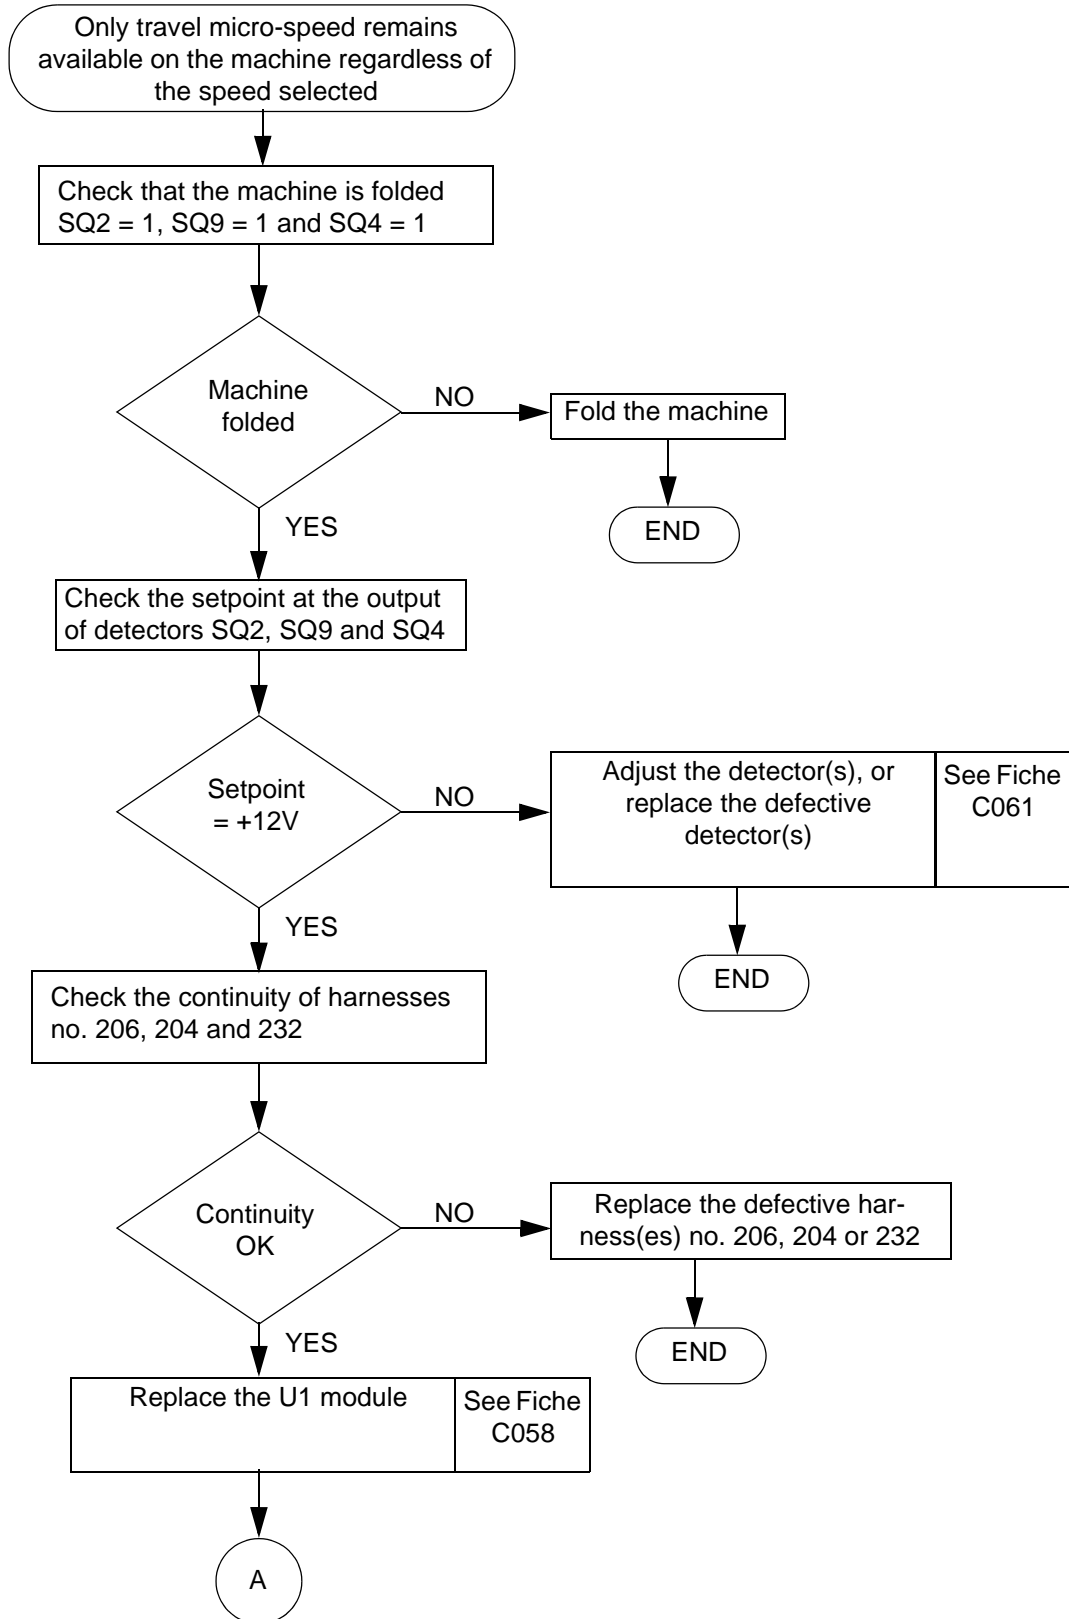 Only travel micro-speed remains
available on the machine regardless of
the speed selected
Check that the machine is folded
SQ2 = 1, SQ9 = 1 and SQ4 = 1
Machine
folded
NO
Fold the machine
END
YES
Check the setpoint at the output
of detectors SQ2, SQ9 and SQ4
Setpoint
= +12V
NO
Adjust the detector(s), or
replace the defective
detector(s)
See Fiche
C061
END
YES
Check the continuity of harnesses
no. 206, 204 and 232
Continuity
OK
NO
Replace the defective har-
ness(es) no. 206, 204 or 232
END
YES
Replace the U1 module
See Fiche
C058
A